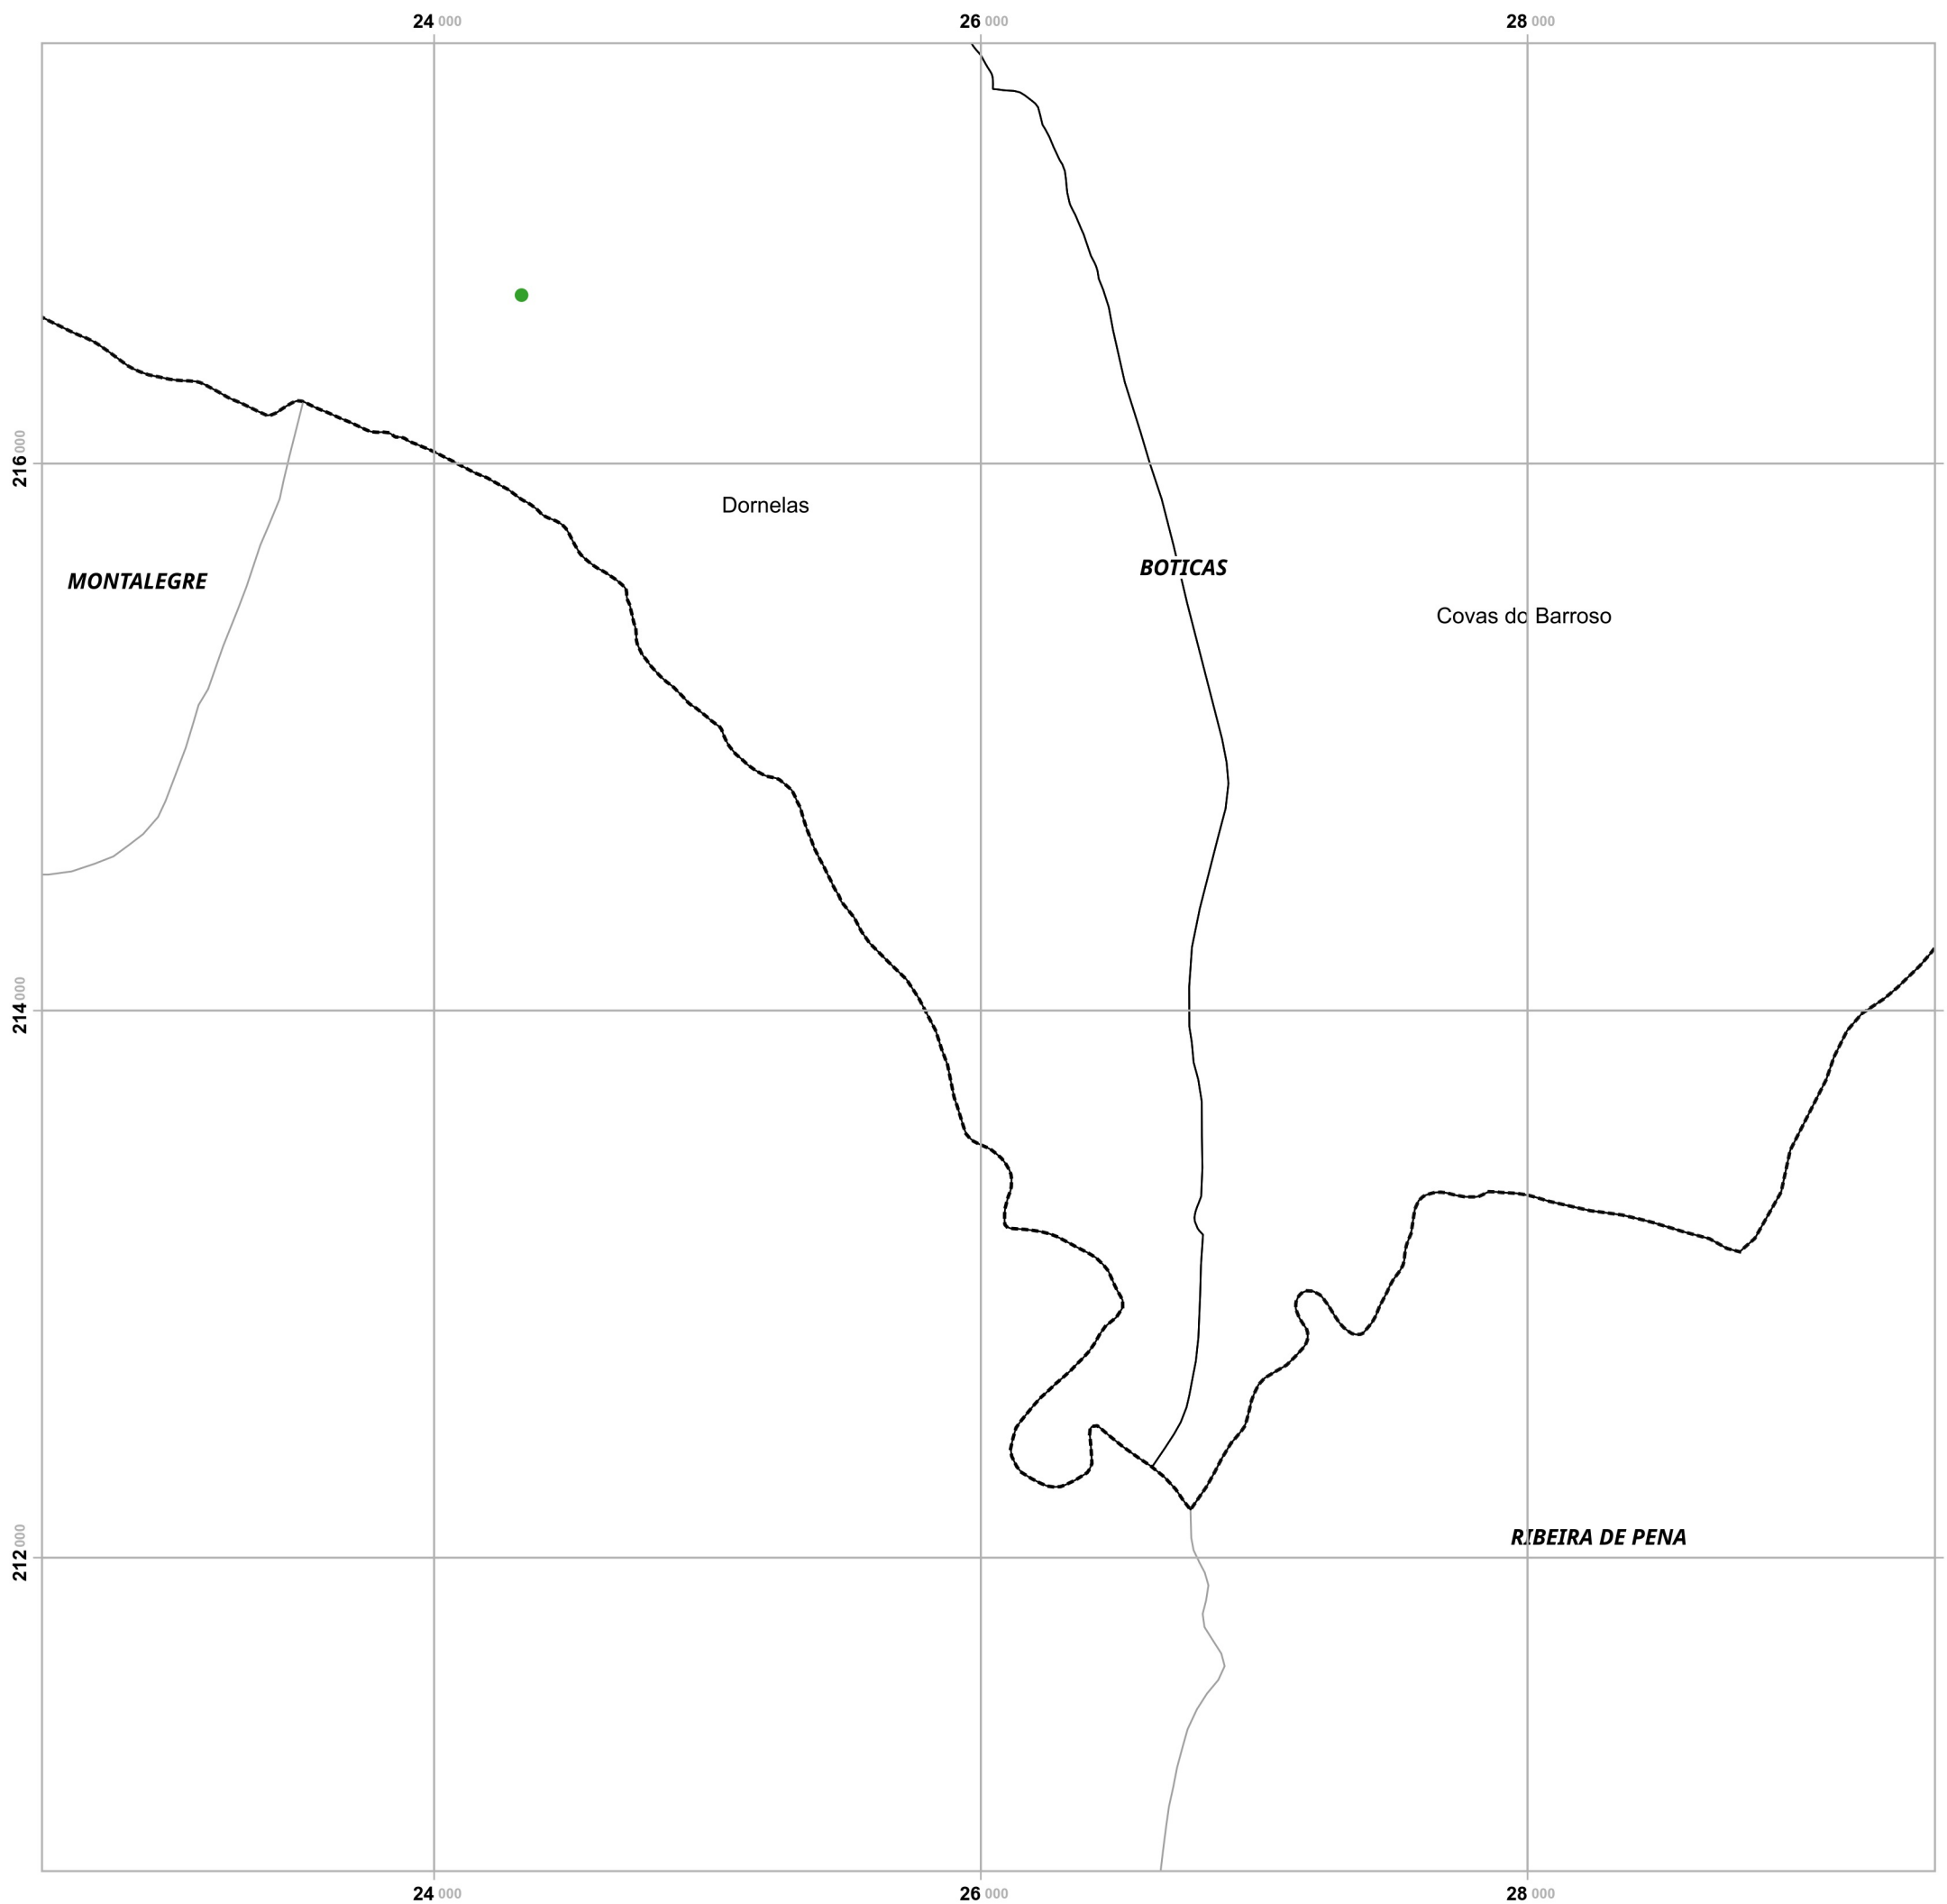 24 000 26 000 28 000
216 000
Dornelas
BOTICAS
MONTALEGRE
Covas do Barroso
214 000
RIBEIRA DE PENA
212 000
24 000 26 000 28 000